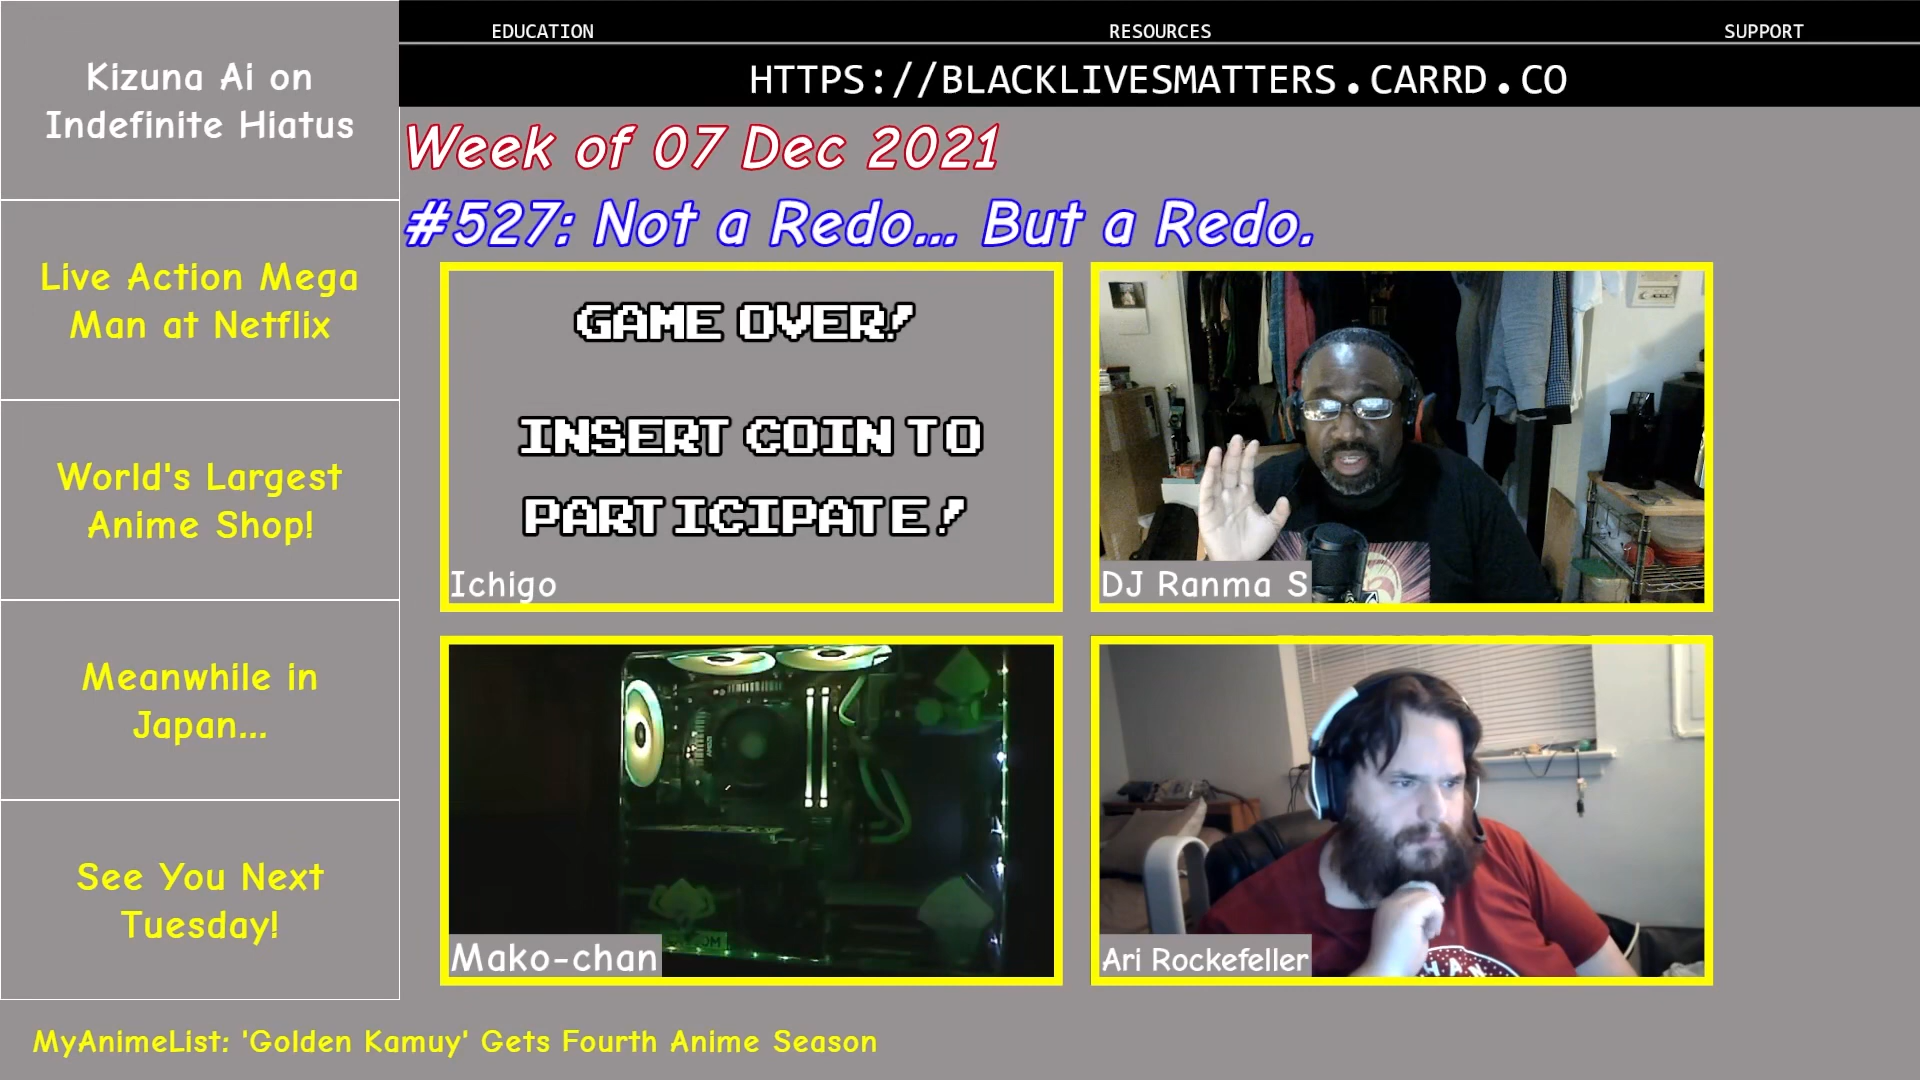 EDUCATION RESOURCES SUPPORT
HTTPS://BLACKLIVESMATTERS.CARRD.CO
Kizuna Ai on
Indefinite Hiatus
Live Action Mega
Man at Netflix
World's Largest
Anime Shop!
Meanwhile in
Japan...
See You Next
Tuesday!
Week of 07 Dec 2021
#527: Not a Redo... But a Redo.
GAME OVER!
INSERT COIN TO
PARTICIPATE!
Ichigo
DJ Ranma S
Mako-chan
Ari Rockefeller
MyAnimeList: 'Golden Kamuy' Gets Fourth Anime Season